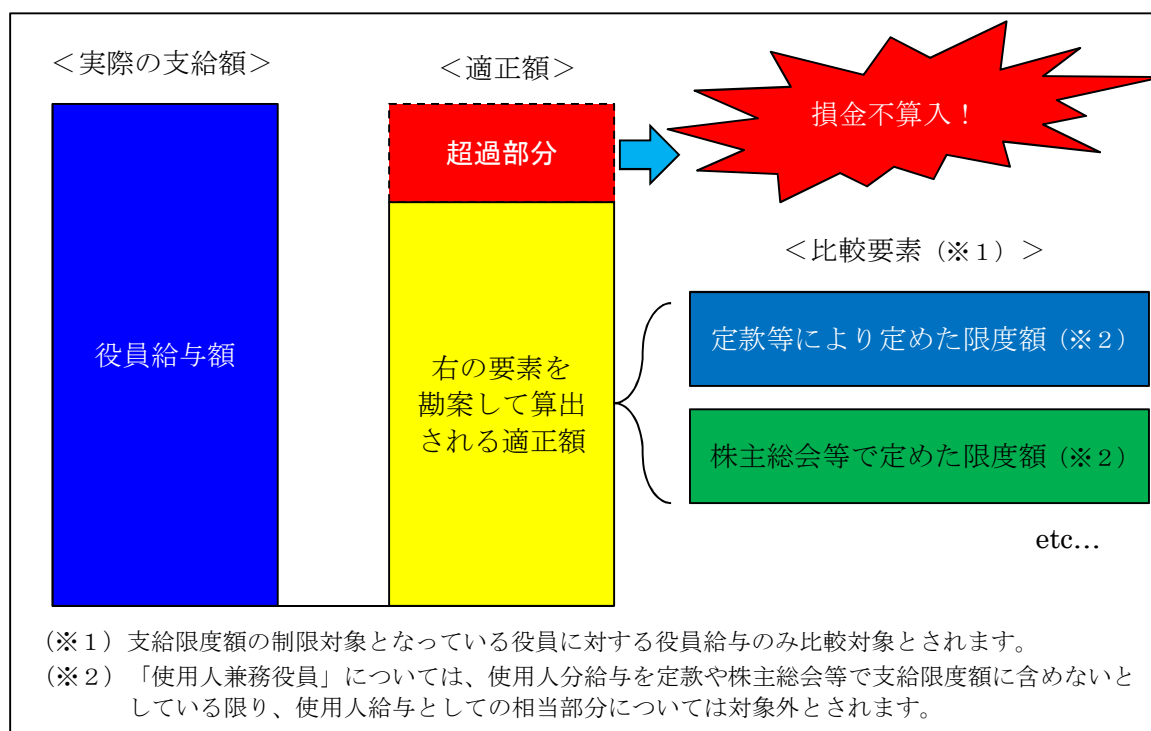 ＜実際の支給額＞
＜適正額＞
損金不算入！
超過部分
＜比較要素（※１）＞
役員給与額
右の要素を
勘案して算出
される適正額
定款等により定めた限度額（※２）
株主総会等で定めた限度額（※２）
etc…
（※１）支給限度額の制限対象となっている役員に対する役員給与のみ比較対象とされます。
（※２）「使用人兼務役員」については、使用人分給与を定款や株主総会等で支給限度額に含めないと
している限り、使用人給与としての相当部分については対象外とされます。